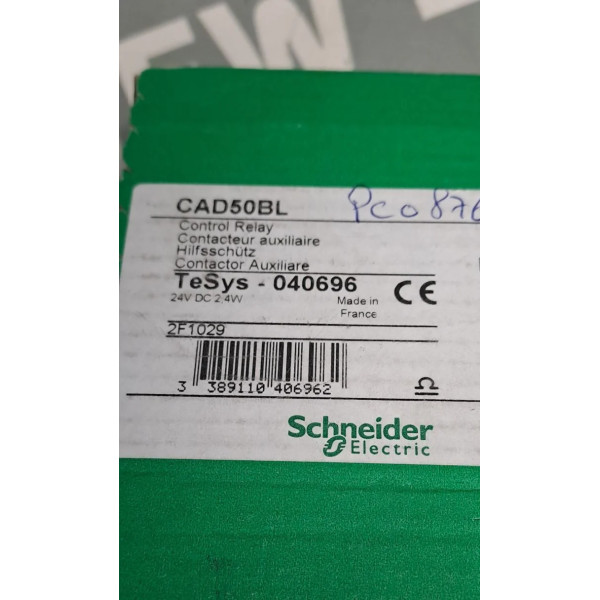 EW
CAD50BL
Pco876
Control Relay
Contacteur auxiliaire
Hilfsschütz
Contactor Auxiliare
TeSys - 040696
24V DC 2,4W
Made in
France
CE
2F1029
3 389110 406962
Schneider
Electric